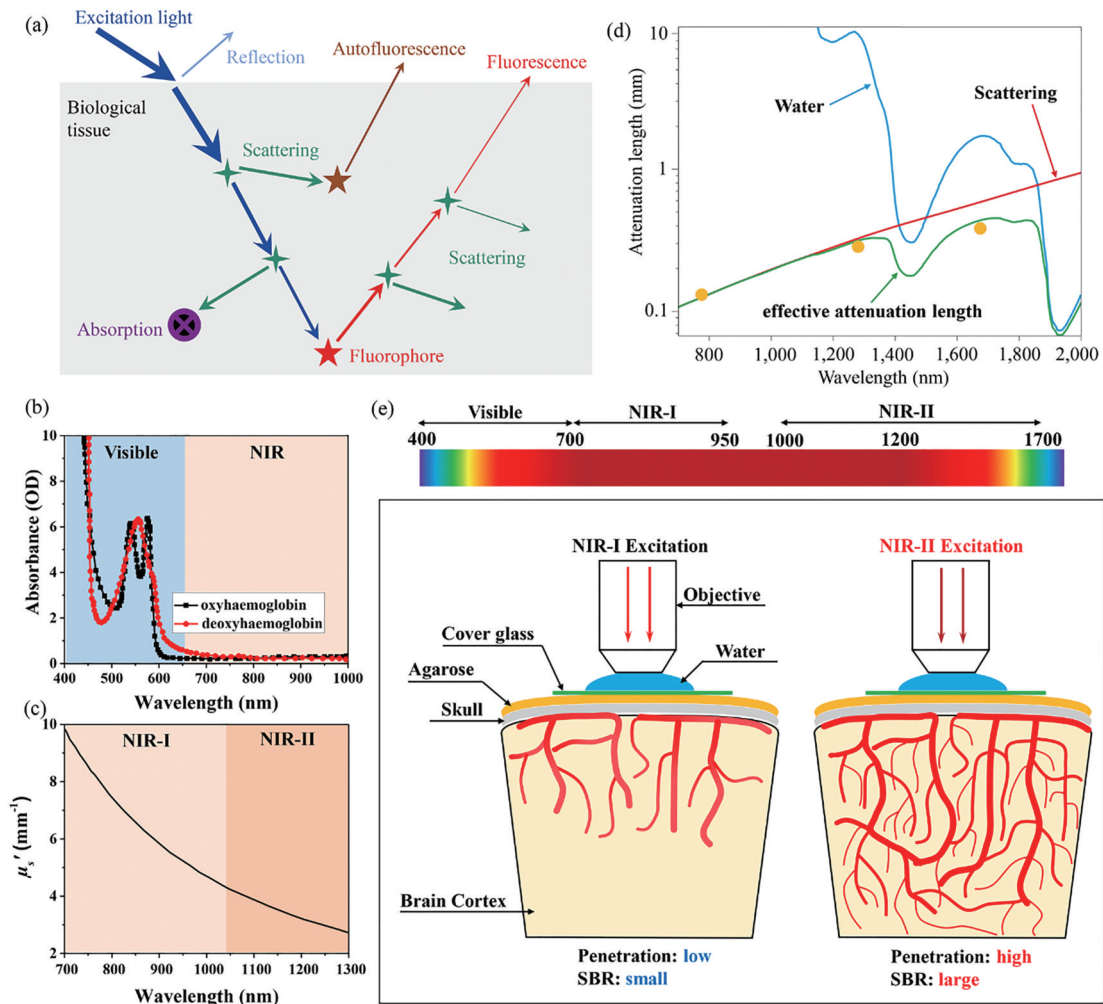 (a)
Excitation light
Reflection
Autofluorescence
Fluorescence
Biological
tissue
Scattering
Scattering
Absorption
Fluorophore
(d)
Attenuation length (mm)
10
1
0.1
Water
Scattering
effective attenuation length
800 1,000 1,200 1,400 1,600 1,800 2,000
Wavelength (nm)
(b)
Absorbance (OD)
10
8
6
4
2
0
Visible NIR
oxyhaemoglobin
deoxyhaemoglobin
400 500 600 700 800 900 1000
Wavelength (nm)
(c)
μs′ (mm⁻¹)
10
8
6
4
2
NIR-I NIR-II
700 800 900 1000 1100 1200 1300
Wavelength (nm)
(e)
Visible NIR-I NIR-II
400 700 950 1000 1200 1700
NIR-I Excitation
NIR-II Excitation
Objective
Cover glass
Water
Agarose
Skull
Brain Cortex
Penetration: low
SBR: small
Penetration: high
SBR: large